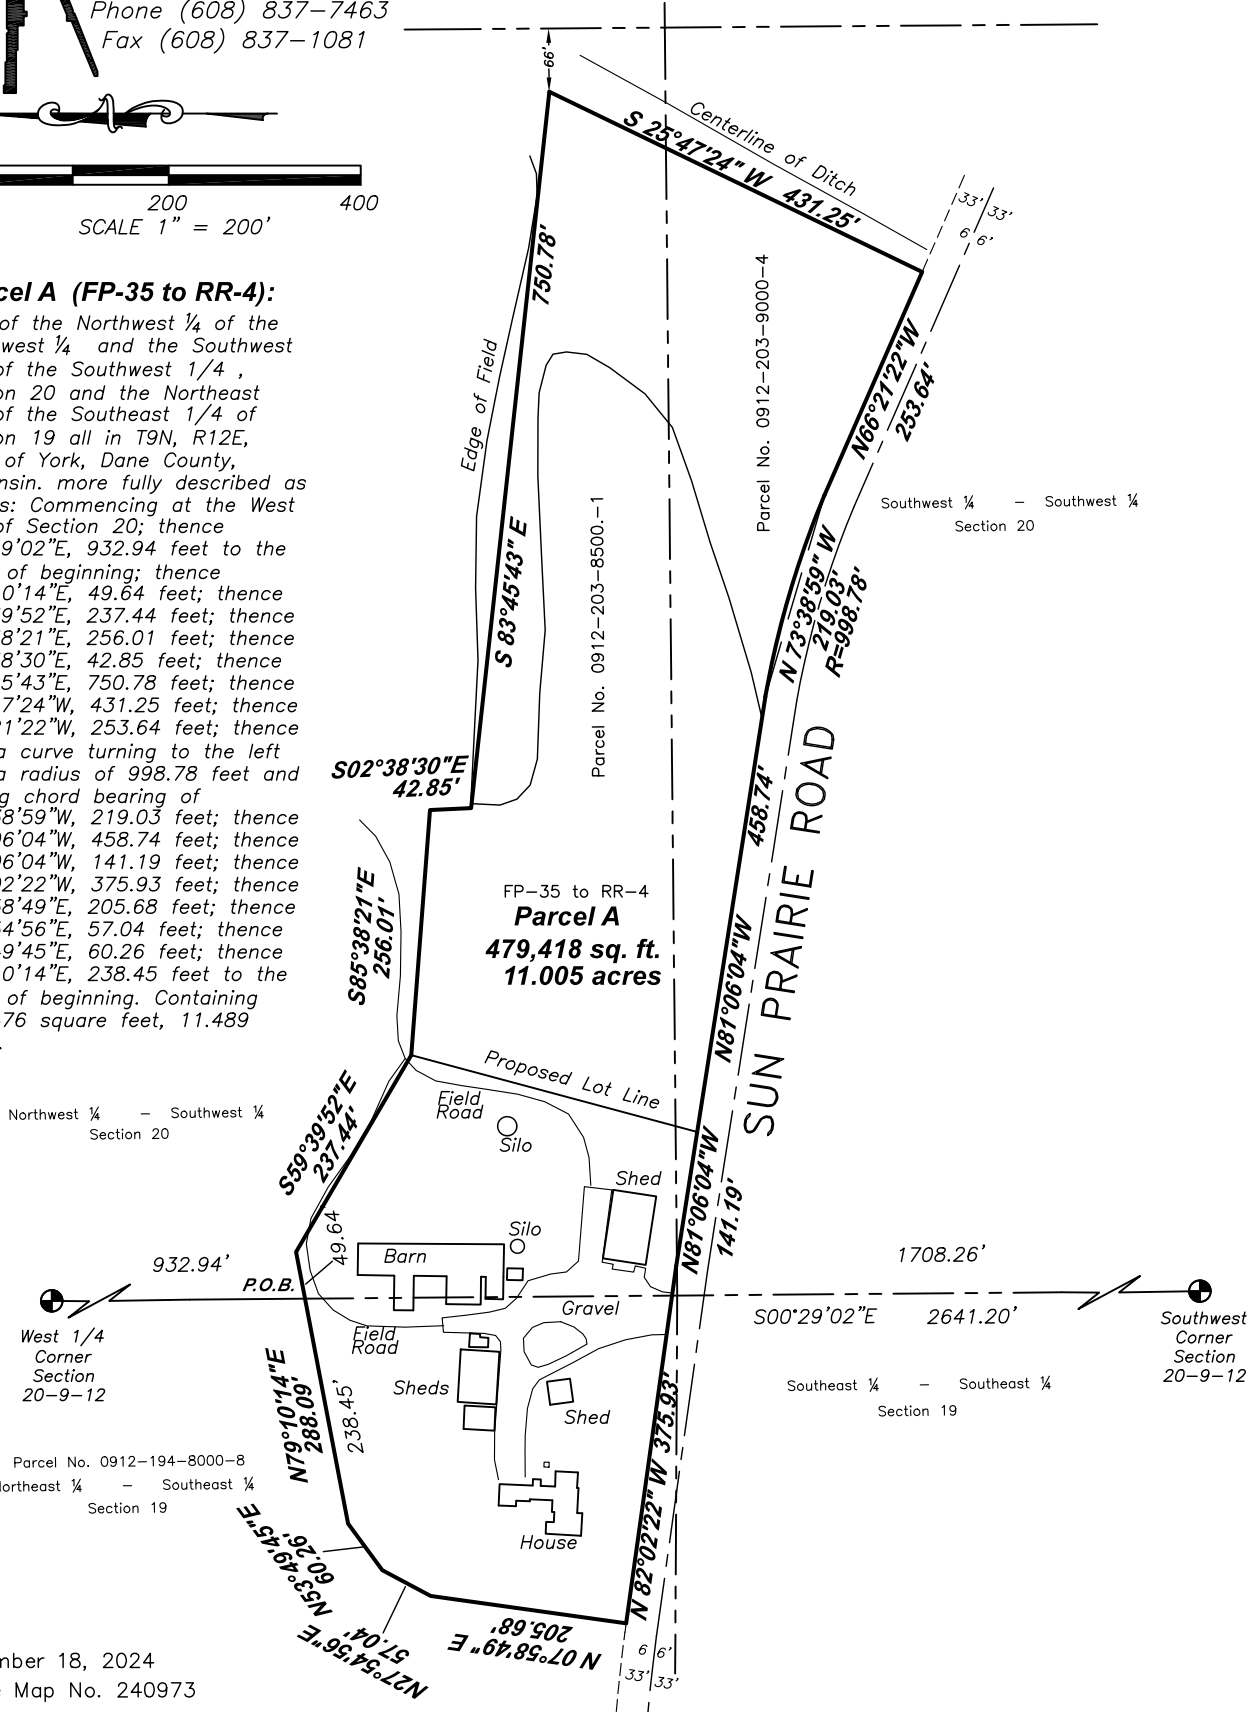 Phone (608) 837-7463
Fax (608) 837-1081
200
400
SCALE 1" = 200'
cel A (FP-35 to RR-4):
of the Northwest ¼ of the
west ¼ and the Southwest
of the Southwest 1/4 ,
on 20 and the Northeast
of the Southeast 1/4 of
on 19 all in T9N, R12E,
of York, Dane County,
nsin. more fully described as
s: Commencing at the West
of Section 20; thence
9'02"E, 932.94 feet to the
of beginning; thence
0'14"E, 49.64 feet; thence
9'52"E, 237.44 feet; thence
8'21"E, 256.01 feet; thence
8'30"E, 42.85 feet; thence
5'43"E, 750.78 feet; thence
7'24"W, 431.25 feet; thence
21'22"W, 253.64 feet; thence
a curve turning to the left
a radius of 998.78 feet and
g chord bearing of
8'59"W, 219.03 feet; thence
06'04"W, 458.74 feet; thence
06'04"W, 141.19 feet; thence
02'22"W, 375.93 feet; thence
58'49"E, 205.68 feet; thence
54'56"E, 57.04 feet; thence
49'45"E, 60.26 feet; thence
0'14"E, 238.45 feet to the
of beginning. Containing
76 square feet, 11.489
66'
Centerline of Ditch
S 25°47'24" W 431.25'
33' 33'
6 6'
750.78'
S 83°45'43" E
Edge of Field
Parcel No. 0912-203-9000-4
Parcel No. 0912-203-8500.-1
N66°21'22"W
253.64'
Southwest ¼ - Southwest ¼
Section 20
N 73°38'59" W
219.03'
R=998.78'
S02°38'30"E
42.85'
458.74'
N81°06'04"W
SUN PRAIRIE ROAD
S85°38'21"E
256.01'
FP-35 to RR-4
Parcel A
479,418 sq. ft.
11.005 acres
Proposed Lot Line
Northwest ¼ - Southwest ¼
Section 20
S59°39'52"E
237.44'
Field
Road
Silo
Shed
N81°06'04"W
141.19'
49.64
Silo
Barn
932.94'
P.O.B.
1708.26'
Gravel
S00°29'02"E 2641.20'
West 1/4
Corner
Section
20-9-12
Southwest
Corner
Section
20-9-12
Field
Road
N79°10'14"E
288.09'
238.45'
Sheds
Shed
Southeast ¼ - Southeast ¼
Section 19
N 82°02'22" W 375.93'
Parcel No. 0912-194-8000-8
ortheast ¼ - Southeast ¼
Section 19
House
N53°49'45"E
60.26'
N27°54'56"E
57.04'
N 07°58'49" E
205.68'
6 6'
33' 33'
mber 18, 2024
e Map No. 240973